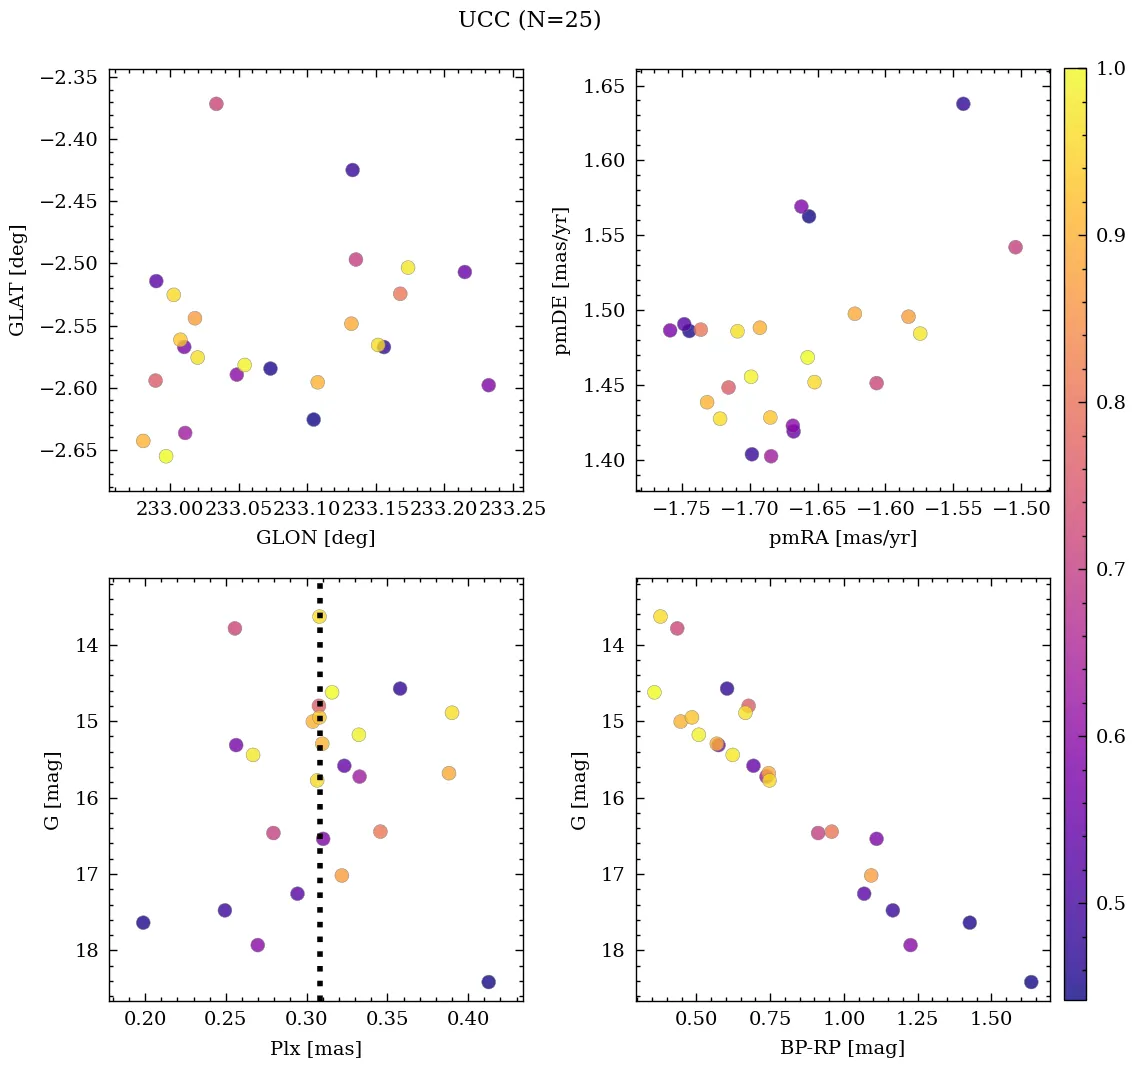 UCC (N=25)
−2.35
−2.40
−2.45
−2.50
−2.55
−2.60
−2.65
GLAT [deg]
233.00 233.05 233.10 233.15 233.20 233.25
GLON [deg]
1.65
1.60
1.55
1.50
1.45
1.40
pmDE [mas/yr]
−1.75 −1.70 −1.65 −1.60 −1.55 −1.50
pmRA [mas/yr]
1.0
0.9
0.8
0.7
0.6
0.5
14
15
16
17
18
G [mag]
0.20 0.25 0.30 0.35 0.40
Plx [mas]
14
15
16
17
18
G [mag]
0.50 0.75 1.00 1.25 1.50
BP-RP [mag]